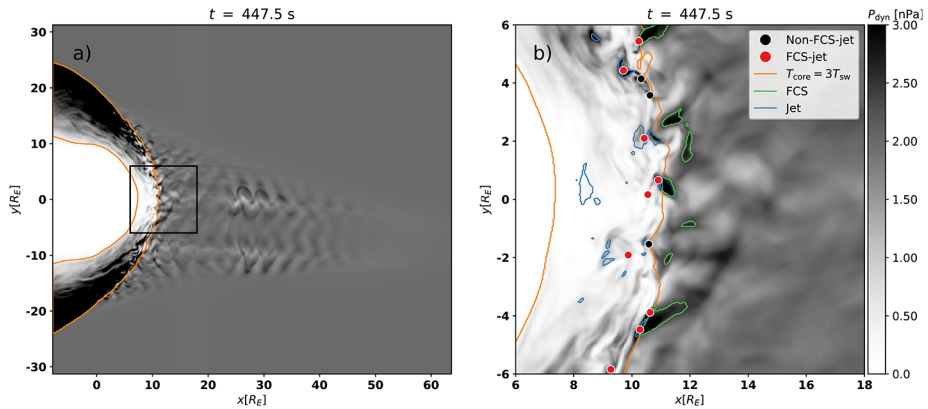 t = 447.5 s
a)
30
20
10
0
-10
-20
-30
y[R_E]
0 10 20 30 40 50 60
x[R_E]
t = 447.5 s
b)
Non-FCS-jet
FCS-jet
T_core = 3T_sw
FCS
Jet
6
4
2
0
-2
-4
-6
y[R_E]
6 8 10 12 14 16 18
x[R_E]
P_dyn [nPa]
3.00
2.50
2.00
1.50
1.00
0.50
0.0